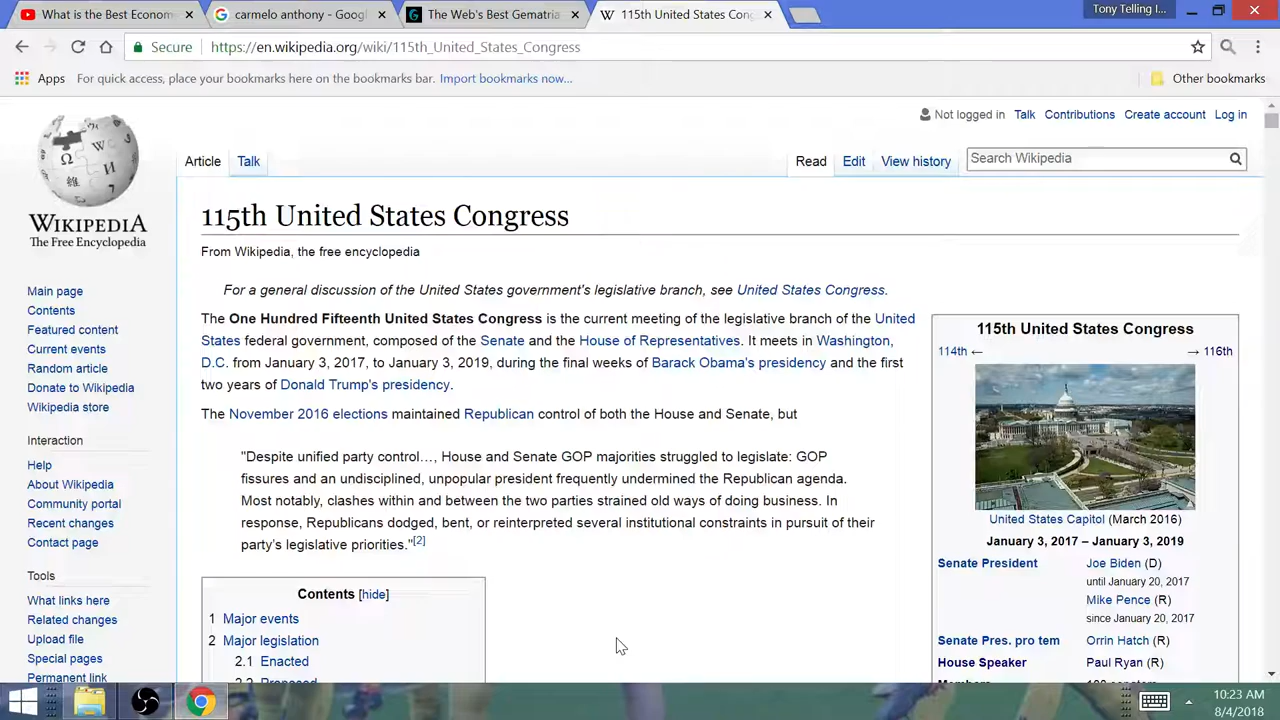 What is the Best Econom
carmelo anthony - Googl
The Web's Best Gematria
115th United States Con
Tony Telling I...
Secure
https://en.wikipedia.org/wiki/115th_United_States_Congress
Apps
For quick access, place your bookmarks here on the bookmarks bar. Import bookmarks now...
Other bookmarks
Not logged in Talk Contributions Create account Log in
Article Talk
Read Edit View history
Search Wikipedia
WIKIPEDIA
The Free Encyclopedia
Main page
Contents
Featured content
Current events
Random article
Donate to Wikipedia
Wikipedia store
Interaction
Help
About Wikipedia
Community portal
Recent changes
Contact page
Tools
What links here
Related changes
Upload file
Special pages
Permanent link
115th United States Congress
From Wikipedia, the free encyclopedia
For a general discussion of the United States government's legislative branch, see United States Congress.
The One Hundred Fifteenth United States Congress is the current meeting of the legislative branch of the United
States federal government, composed of the Senate and the House of Representatives. It meets in Washington,
D.C. from January 3, 2017, to January 3, 2019, during the final weeks of Barack Obama's presidency and the first
two years of Donald Trump's presidency.
The November 2016 elections maintained Republican control of both the House and Senate, but
"Despite unified party control…, House and Senate GOP majorities struggled to legislate: GOP
fissures and an undisciplined, unpopular president frequently undermined the Republican agenda.
Most notably, clashes within and between the two parties strained old ways of doing business. In
response, Republicans dodged, bent, or reinterpreted several institutional constraints in pursuit of their
party's legislative priorities."[2]
Contents [hide]
1 Major events
2 Major legislation
2.1 Enacted
2.2 Proposed
115th United States Congress
114th ← → 116th
United States Capitol (March 2016)
January 3, 2017 – January 3, 2019
Senate President Joe Biden (D)
until January 20, 2017
Mike Pence (R)
since January 20, 2017
Senate Pres. pro tem Orrin Hatch (R)
House Speaker Paul Ryan (R)
Members 100 senators
10:23 AM
8/4/2018